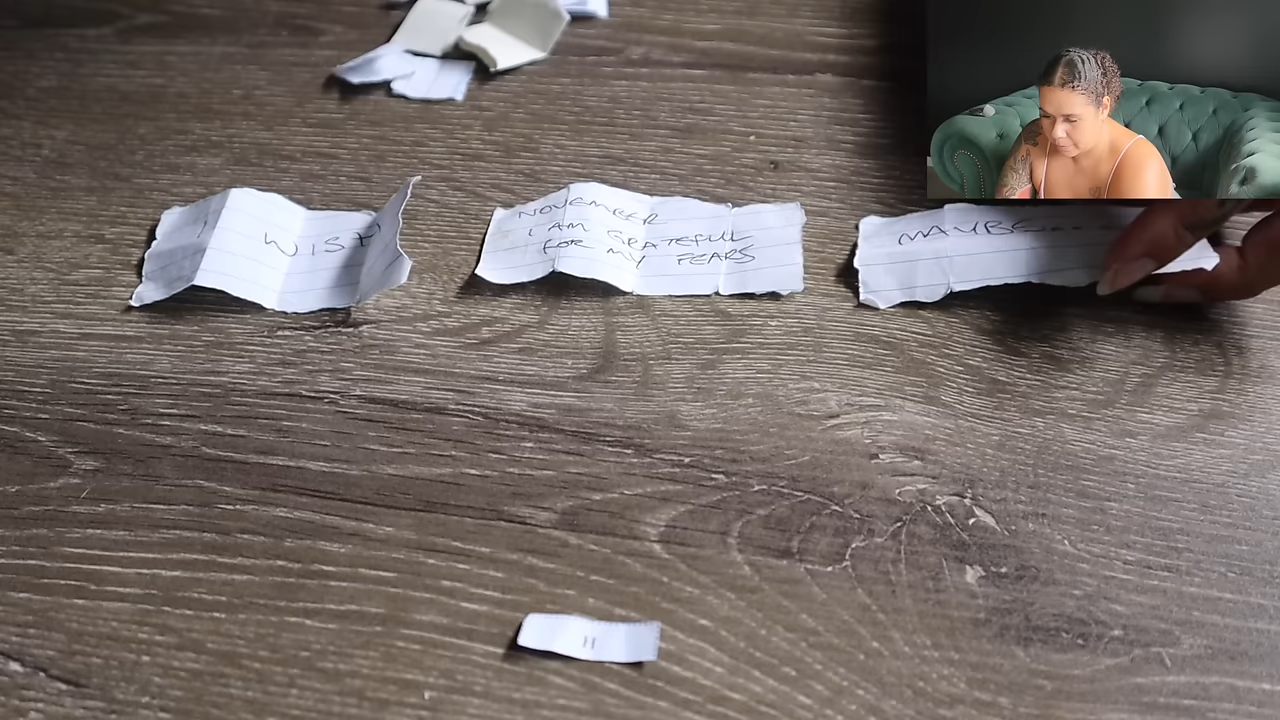 I WISH
NOVEMBER
I AM GRATEFUL
FOR MY FEARS
MAYBE....
H